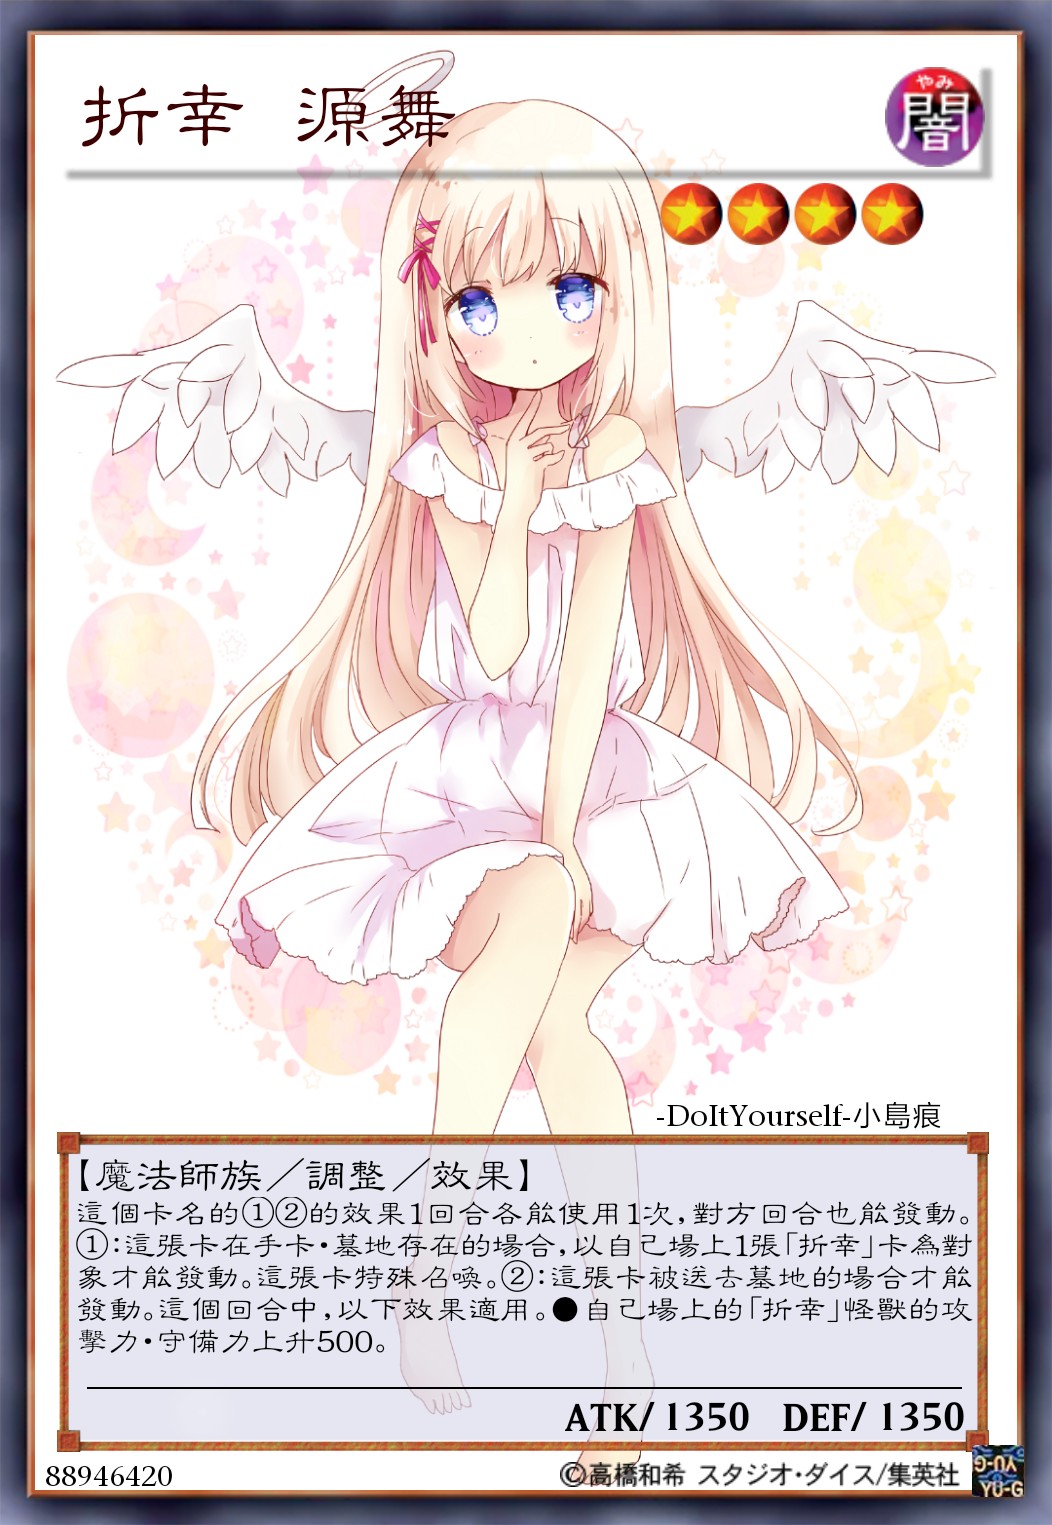 折幸 源舞
やみ
闇
-DoItYourself-小島痕
【魔法師族／調整／效果】
這個卡名的①②的效果1回合各能使用1次,對方回合也能發動。
①:這張卡在手卡・墓地存在的場合,以自己場上1張「折幸」卡為對
象才能發動。這張卡特殊召喚。②:這張卡被送去墓地的場合才能
發動。這個回合中,以下效果適用。●自己場上的「折幸」怪獸的攻
擊力・守備力上升500。
ATK/ 1350 DEF/ 1350
88946420
©高橋和希 スタジオ・ダイス/集英社
YU-G